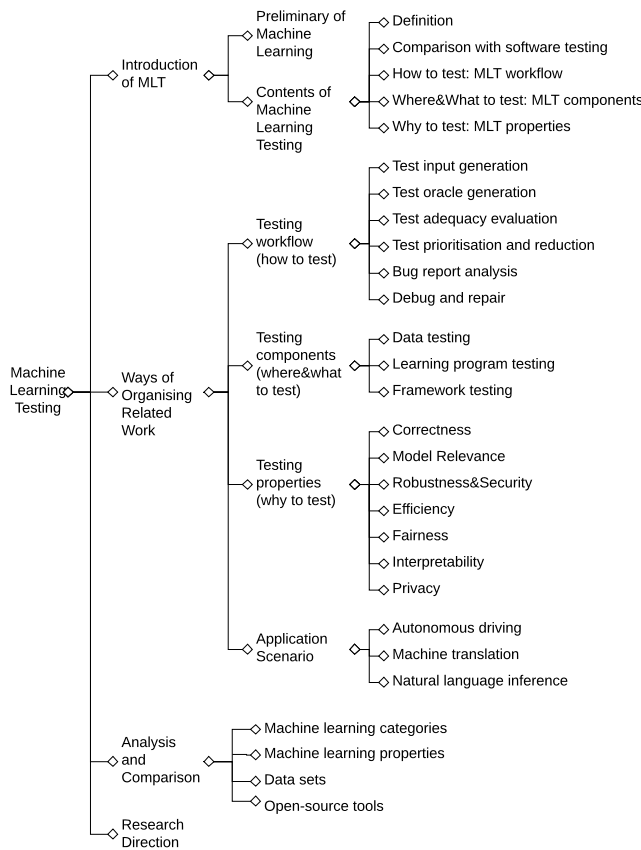 Preliminary of
Machine
Learning
Definition
Comparison with software testing
Introduction
of MLT
How to test: MLT workflow
Contents of
Machine
Learning
Testing
Where&What to test: MLT components
Why to test: MLT properties
Test input generation
Test oracle generation
Testing
workflow
(how to test)
Test adequacy evaluation
Test prioritisation and reduction
Bug report analysis
Debug and repair
Testing
components
(where&what
to test)
Data testing
Learning program testing
Framework testing
Machine
Learning
Testing
Ways of
Organising
Related
Work
Correctness
Model Relevance
Testing
properties
(why to test)
Robustness&Security
Efficiency
Fairness
Interpretability
Privacy
Application
Scenario
Autonomous driving
Machine translation
Natural language inference
Analysis
and
Comparison
Machine learning categories
Machine learning properties
Data sets
Open-source tools
Research
Direction